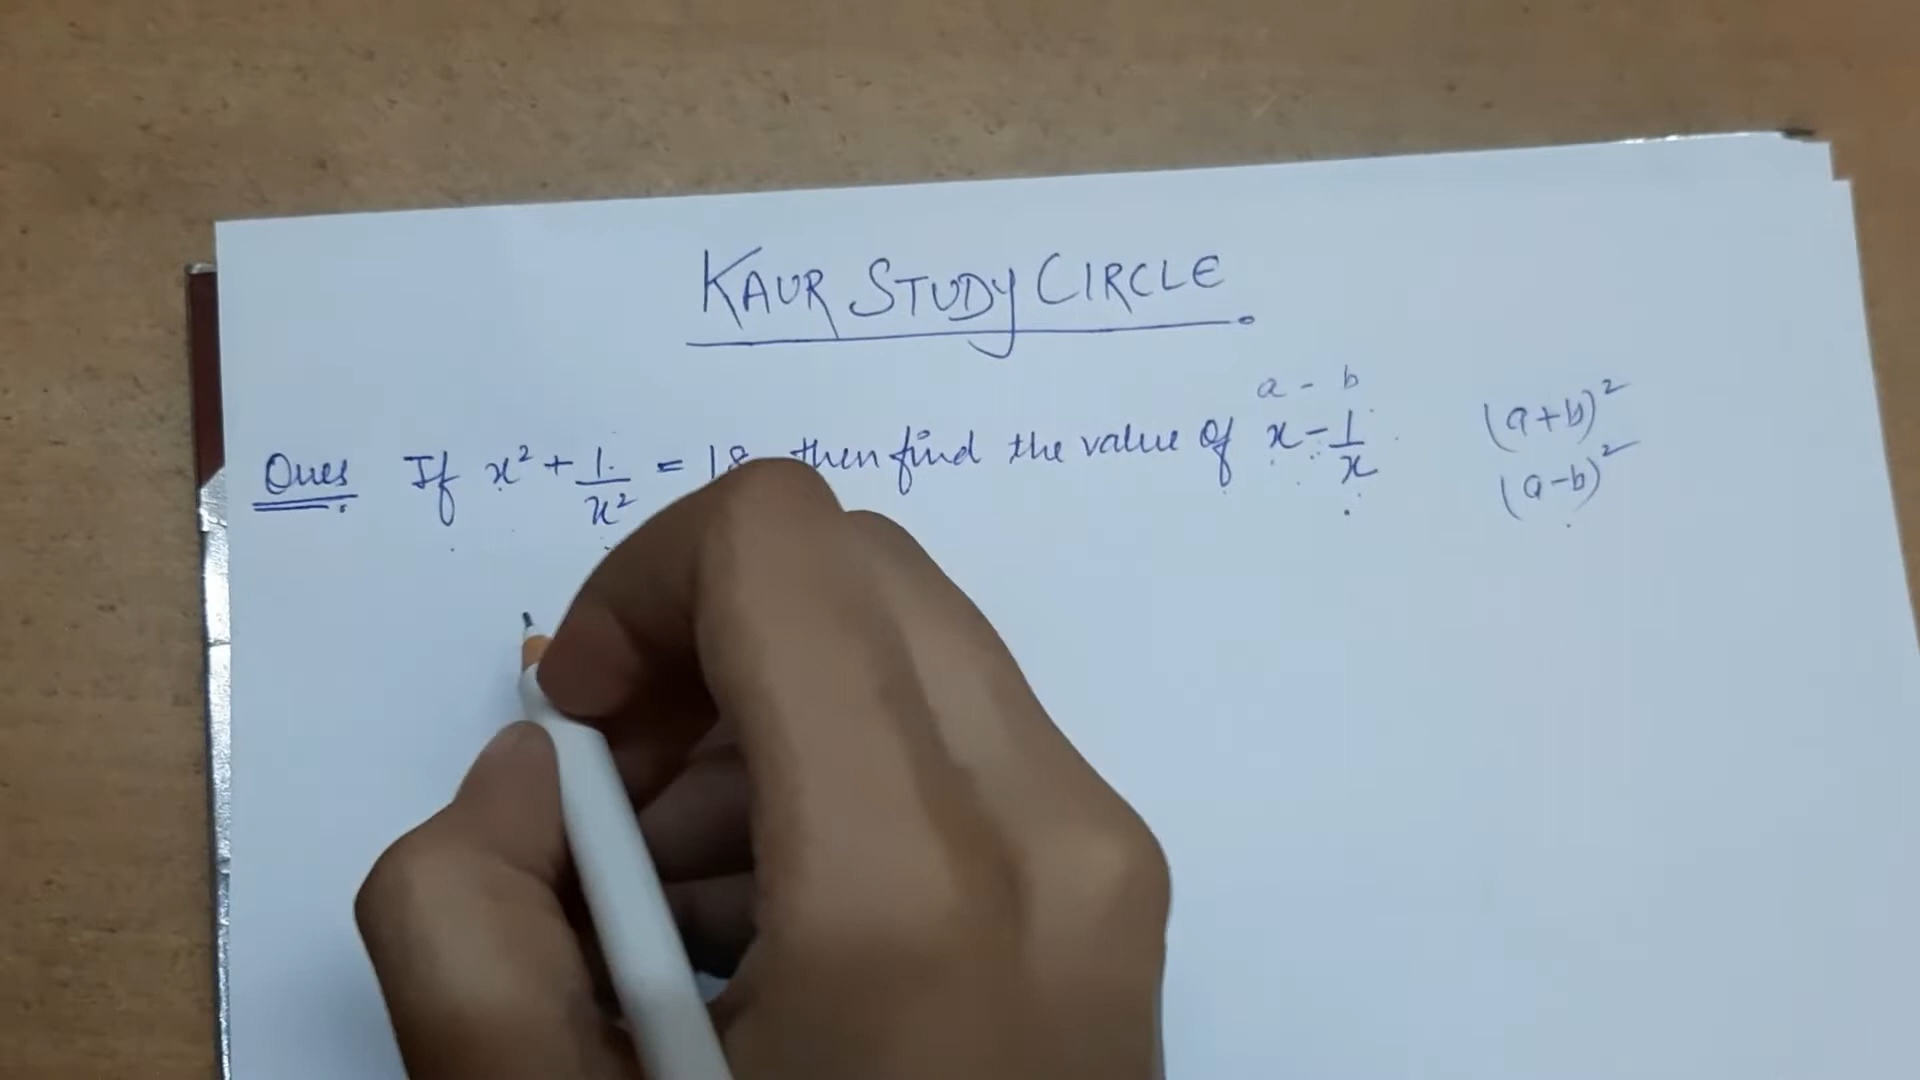 KAUR STUDY CIRCLE
a - b
Ques If x² + 1/x² = 18, then find the value of x - 1/x
(a+b)²
(a-b)²